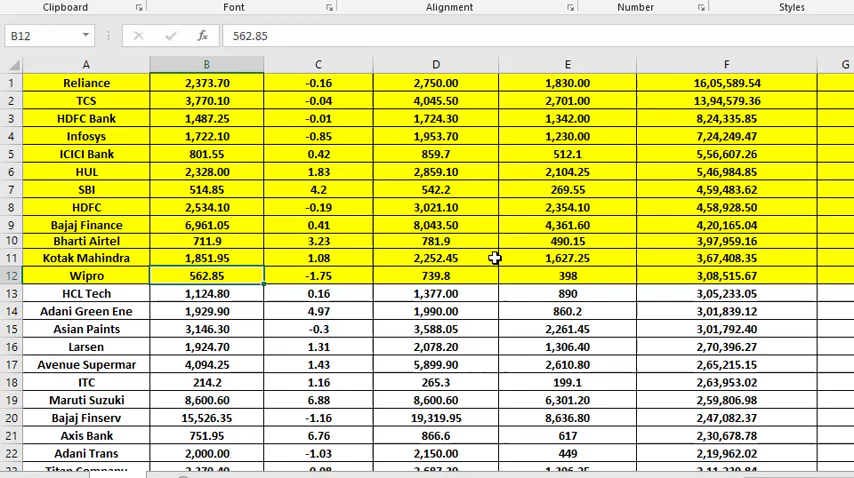 Clipboard Font Alignment Number Styles
B12 fx 562.85
A B C D E F G
1 Reliance 2,373.70 -0.16 2,750.00 1,830.00 16,05,589.54
2 TCS 3,770.10 -0.04 4,045.50 2,701.00 13,94,579.36
3 HDFC Bank 1,487.25 -0.01 1,724.30 1,342.00 8,24,335.85
4 Infosys 1,722.10 -0.85 1,953.70 1,230.00 7,24,249.47
5 ICICI Bank 801.55 0.42 859.7 512.1 5,56,607.26
6 HUL 2,328.00 1.83 2,859.10 2,104.25 5,46,984.85
7 SBI 514.85 4.2 542.2 269.55 4,59,483.62
8 HDFC 2,534.10 -0.19 3,021.10 2,354.10 4,58,928.50
9 Bajaj Finance 6,961.05 0.41 8,043.50 4,361.60 4,20,165.04
10 Bharti Airtel 711.9 3.23 781.9 490.15 3,97,959.16
11 Kotak Mahindra 1,851.95 1.08 2,252.45 1,627.25 3,67,408.35
12 Wipro 562.85 -1.75 739.8 398 3,08,515.67
13 HCL Tech 1,124.80 0.16 1,377.00 890 3,05,233.05
14 Adani Green Ene 1,929.90 4.97 1,990.00 860.2 3,01,839.12
15 Asian Paints 3,146.30 -0.3 3,588.05 2,261.45 3,01,792.40
16 Larsen 1,924.70 1.31 2,078.20 1,306.40 2,70,396.27
17 Avenue Supermar 4,094.25 1.43 5,899.90 2,610.80 2,65,215.15
18 ITC 214.2 1.16 265.3 199.1 2,63,953.02
19 Maruti Suzuki 8,600.60 6.88 8,600.60 6,301.20 2,59,806.98
20 Bajaj Finserv 15,526.35 -1.16 19,319.95 8,636.80 2,47,082.37
21 Axis Bank 751.95 6.76 866.6 617 2,30,678.78
22 Adani Trans 2,000.00 -1.03 2,150.00 449 2,19,962.02
Titan Company